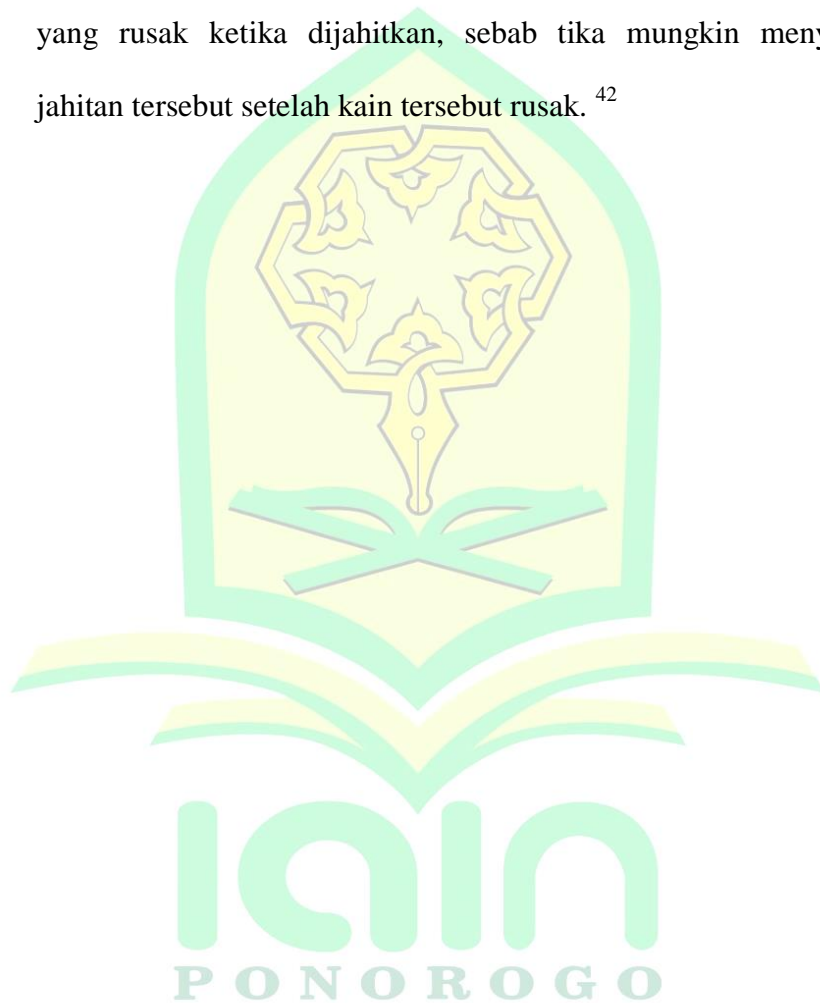 yang rusak ketika dijahitkan, sebab tika mungkin meny
jahitan tersebut setelah kain tersebut rusak. 42
iain
PONOROGO